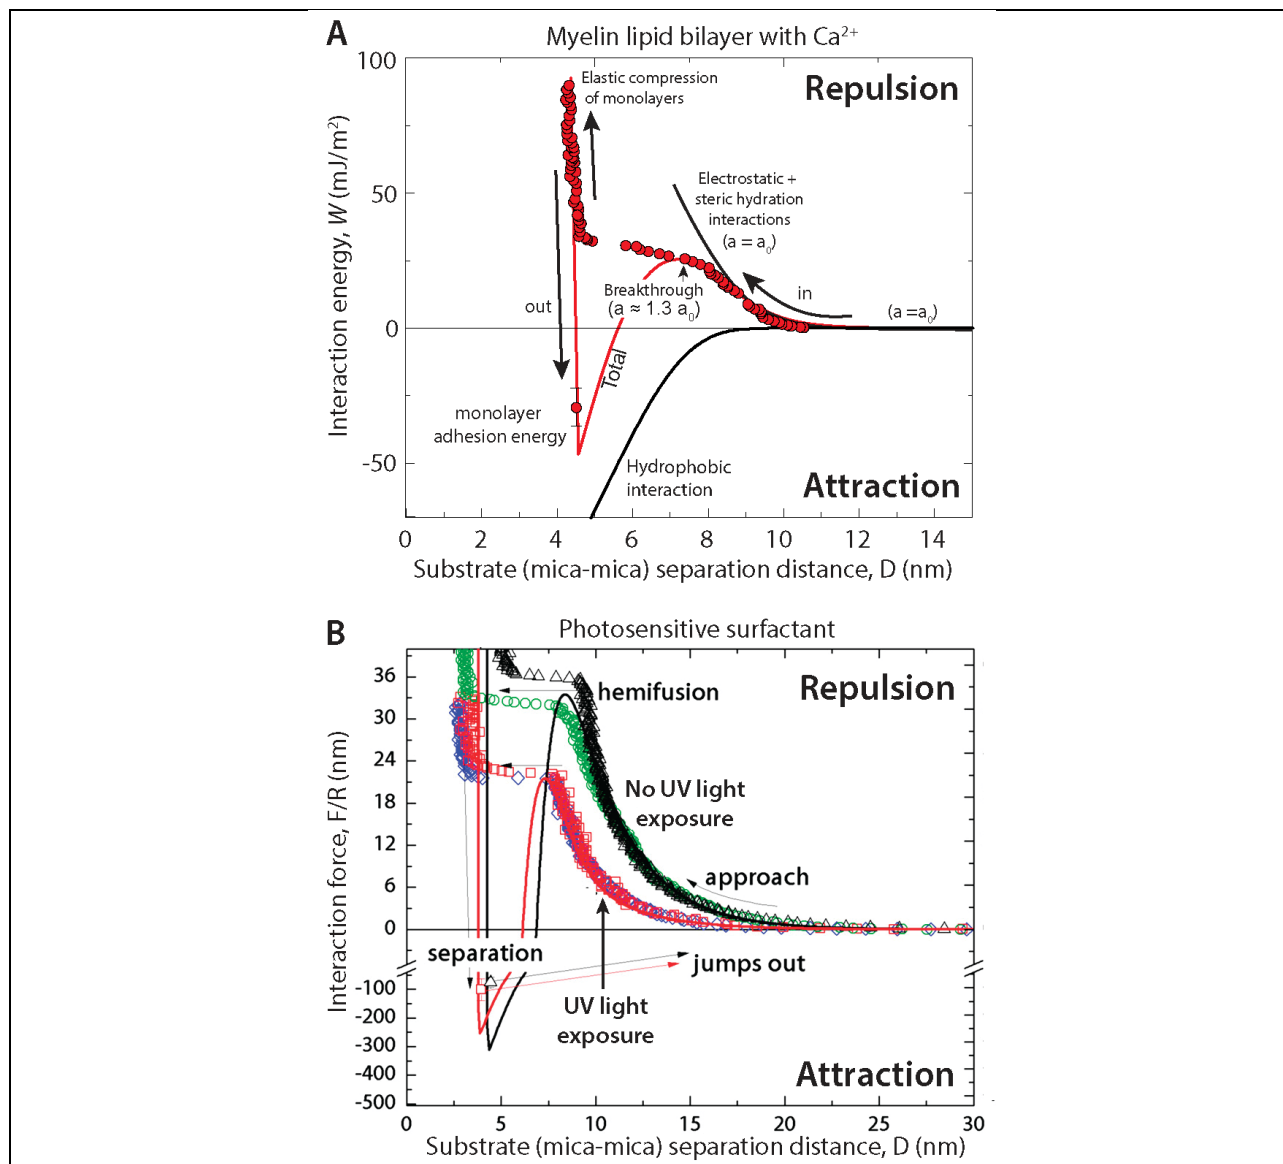 A
Myelin lipid bilayer with Ca²⁺
100
50
0
-50
Interaction energy, W (mJ/m²)
Elastic compression
of monolayers
Repulsion
Electrostatic +
steric hydration
interactions
(a = a₀)
in
(a =a₀)
Breakthrough
(a ≈ 1.3 a₀)
out
Total
monolayer
adhesion energy
Hydrophobic
interaction
Attraction
0 2 4 6 8 10 12 14
Substrate (mica-mica) separation distance, D (nm)
B
Photosensitive surfactant
36
30
24
18
12
6
0
-100
-200
-300
-400
-500
Interaction force, F/R (nm)
Repulsion
hemifusion
No UV light
exposure
approach
separation
jumps out
UV light
exposure
Attraction
0 5 10 15 20 25 30
Substrate (mica-mica) separation distance, D (nm)